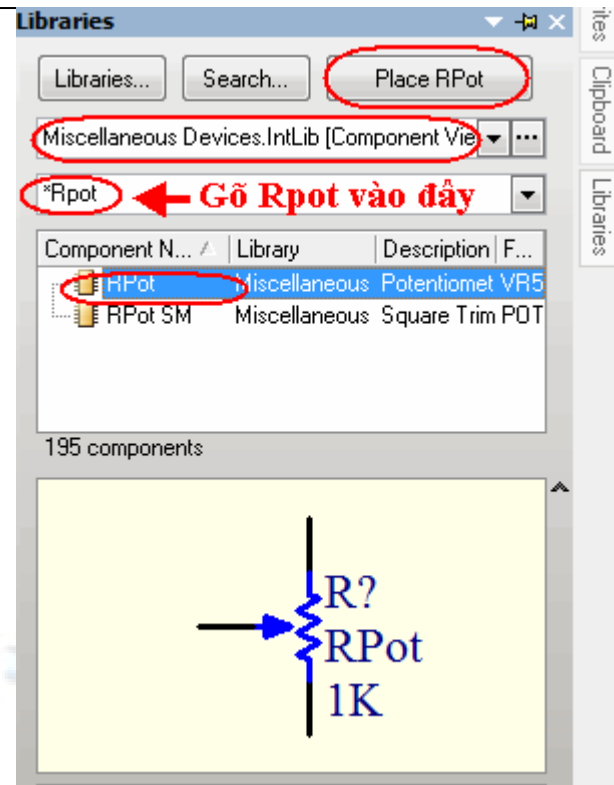 Libraries
Libraries...
Search...
Place RPot
Miscellaneous Devices.IntLib [Component Vie
...
*Rpot
Gõ Rpot vào đây
Component N...
Library
Description
F...
RPot
Miscellaneous
Potentiomet
VR5
RPot SM
Miscellaneous
Square Trim
POT
195 components
R?
RPot
1K
ites
Clipboard
Libraries